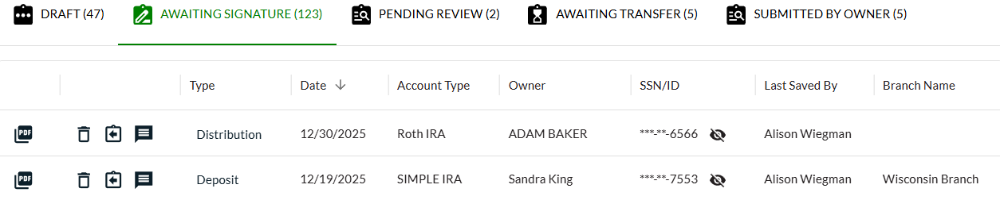 DRAFT (47) AWAITING SIGNATURE (123) PENDING REVIEW (2) AWAITING TRANSFER (5) SUBMITTED BY OWNER (5)
Type Date Account Type Owner SSN/ID Last Saved By Branch Name
PDF Distribution 12/30/2025 Roth IRA ADAM BAKER ***-**-6566 Alison Wiegman
PDF Deposit 12/19/2025 SIMPLE IRA Sandra King ***-**-7553 Alison Wiegman Wisconsin Branch